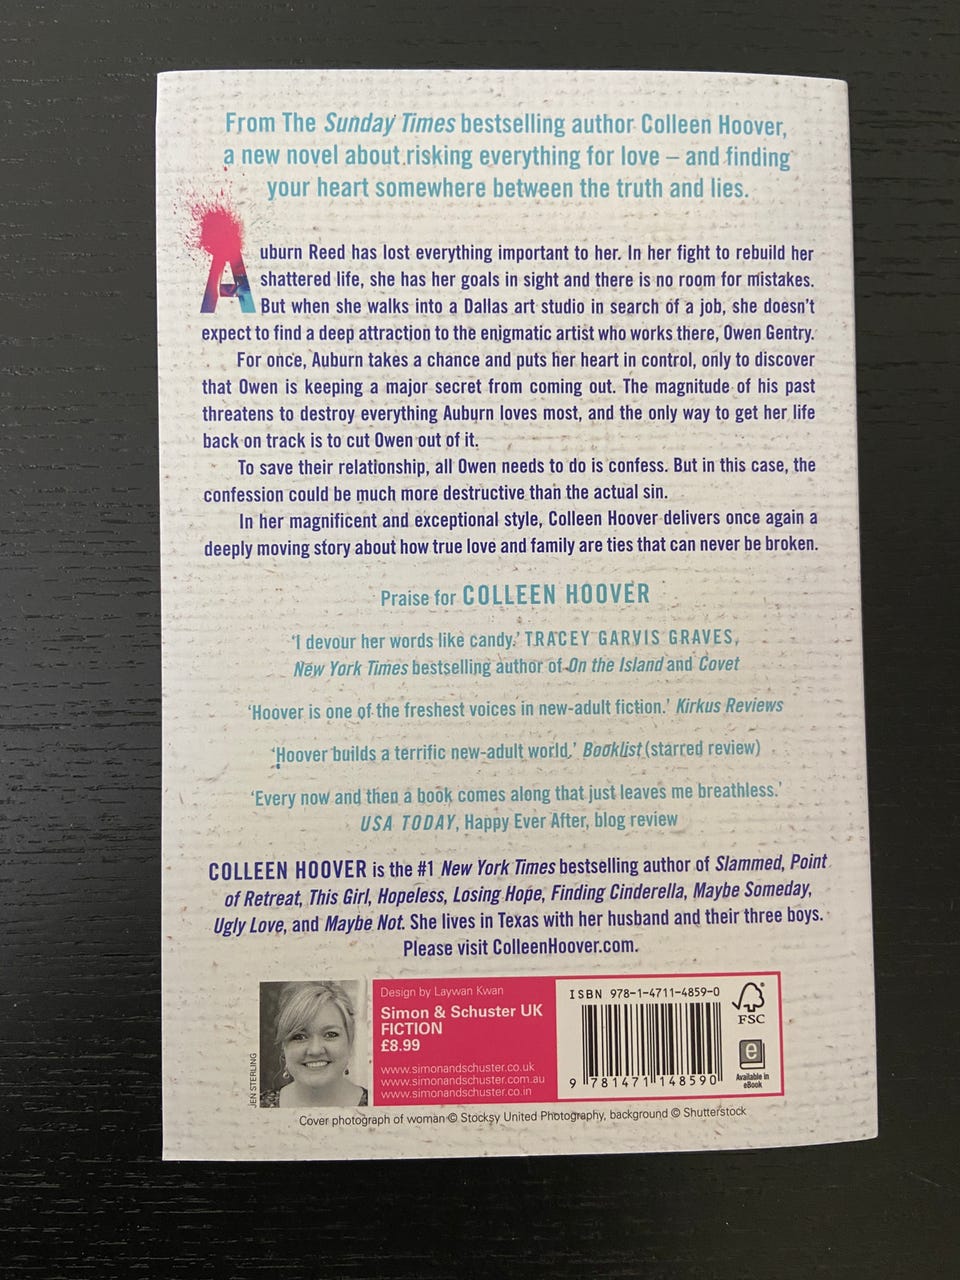 From The Sunday Times bestselling author Colleen Hoover,
a new novel about risking everything for love – and finding
your heart somewhere between the truth and lies.
Auburn Reed has lost everything important to her. In her fight to rebuild her
shattered life, she has her goals in sight and there is no room for mistakes.
But when she walks into a Dallas art studio in search of a job, she doesn't
expect to find a deep attraction to the enigmatic artist who works there, Owen Gentry.
For once, Auburn takes a chance and puts her heart in control, only to discover
that Owen is keeping a major secret from coming out. The magnitude of his past
threatens to destroy everything Auburn loves most, and the only way to get her life
back on track is to cut Owen out of it.
To save their relationship, all Owen needs to do is confess. But in this case, the
confession could be much more destructive than the actual sin.
In her magnificent and exceptional style, Colleen Hoover delivers once again a
deeply moving story about how true love and family are ties that can never be broken.
Praise for COLLEEN HOOVER
'I devour her words like candy.' TRACEY GARVIS GRAVES,
New York Times bestselling author of On the Island and Covet
'Hoover is one of the freshest voices in new-adult fiction.' Kirkus Reviews
'Hoover builds a terrific new-adult world.' Booklist (starred review)
'Every now and then a book comes along that just leaves me breathless.'
USA TODAY, Happy Ever After, blog review
COLLEEN HOOVER is the #1 New York Times bestselling author of Slammed, Point
of Retreat, This Girl, Hopeless, Losing Hope, Finding Cinderella, Maybe Someday,
Ugly Love, and Maybe Not. She lives in Texas with her husband and their three boys.
Please visit ColleenHoover.com.
JEN STERLING
Design by Laywan Kwan
Simon & Schuster UK
FICTION
£8.99
www.simonandschuster.co.uk
www.simonandschuster.com.au
www.simonandschuster.co.in
ISBN 978-1-4711-4859-0
9 781471 148590
FSC
e
Available in
eBook
Cover photograph of woman © Stocksy United Photography, background © Shutterstock